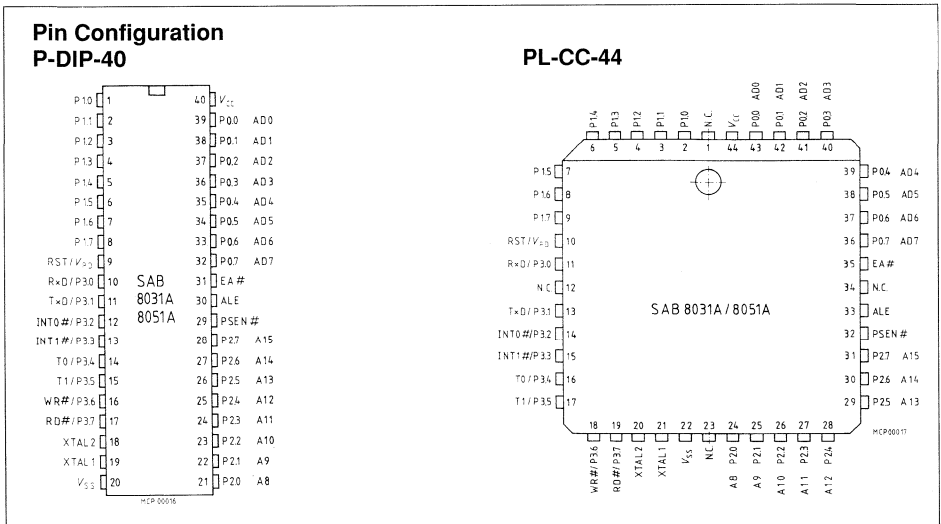 Pin Configuration
P-DIP-40
P1.0 1 40 VCC
P1.1 2 39 P0.0 AD0
P1.2 3 38 P0.1 AD1
P1.3 4 37 P0.2 AD2
P1.4 5 36 P0.3 AD3
P1.5 6 35 P0.4 AD4
P1.6 7 34 P0.5 AD5
P1.7 8 33 P0.6 AD6
RST/VPD 9 32 P0.7 AD7
RxD/P3.0 10 SAB 31 EA#
TxD/P3.1 11 8031A 30 ALE
INT0#/P3.2 12 8051A 29 PSEN#
INT1#/P3.3 13 28 P2.7 A15
T0/P3.4 14 27 P2.6 A14
T1/P3.5 15 26 P2.5 A13
WR#/P3.6 16 25 P2.4 A12
RD#/P3.7 17 24 P2.3 A11
XTAL2 18 23 P2.2 A10
XTAL1 19 22 P2.1 A9
VSS 20 21 P2.0 A8
MCP 00016
PL-CC-44
AD0 AD1 AD2 AD3
P1.4 P1.3 P1.2 P1.1 P1.0 N.C. VCC P0.0 P0.1 P0.2 P0.3
6 5 4 3 2 1 44 43 42 41 40
P1.5 7 39 P0.4 AD4
P1.6 8 38 P0.5 AD5
P1.7 9 37 P0.6 AD6
RST/VPD 10 36 P0.7 AD7
RxD/P3.0 11 35 EA#
N.C. 12 34 N.C.
TxD/P3.1 13 SAB 8031A/8051A 33 ALE
INT0#/P3.2 14 32 PSEN#
INT1#/P3.3 15 31 P2.7 A15
T0/P3.4 16 30 P2.6 A14
T1/P3.5 17 29 P2.5 A13
18 19 20 21 22 23 24 25 26 27 28
MCP00017
WR#/P3.6 RD#/P3.7 XTAL2 XTAL1 VSS N.C. P2.0 P2.1 P2.2 P2.3 P2.4
A8 A9 A10 A11 A12